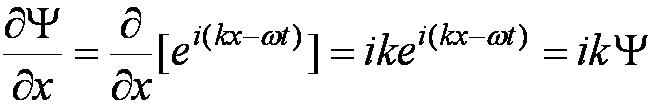 ∂Ψ/∂x = ∂/∂x [e^{i(kx−ωt)}] = ike^{i(kx−ωt)} = ikΨ